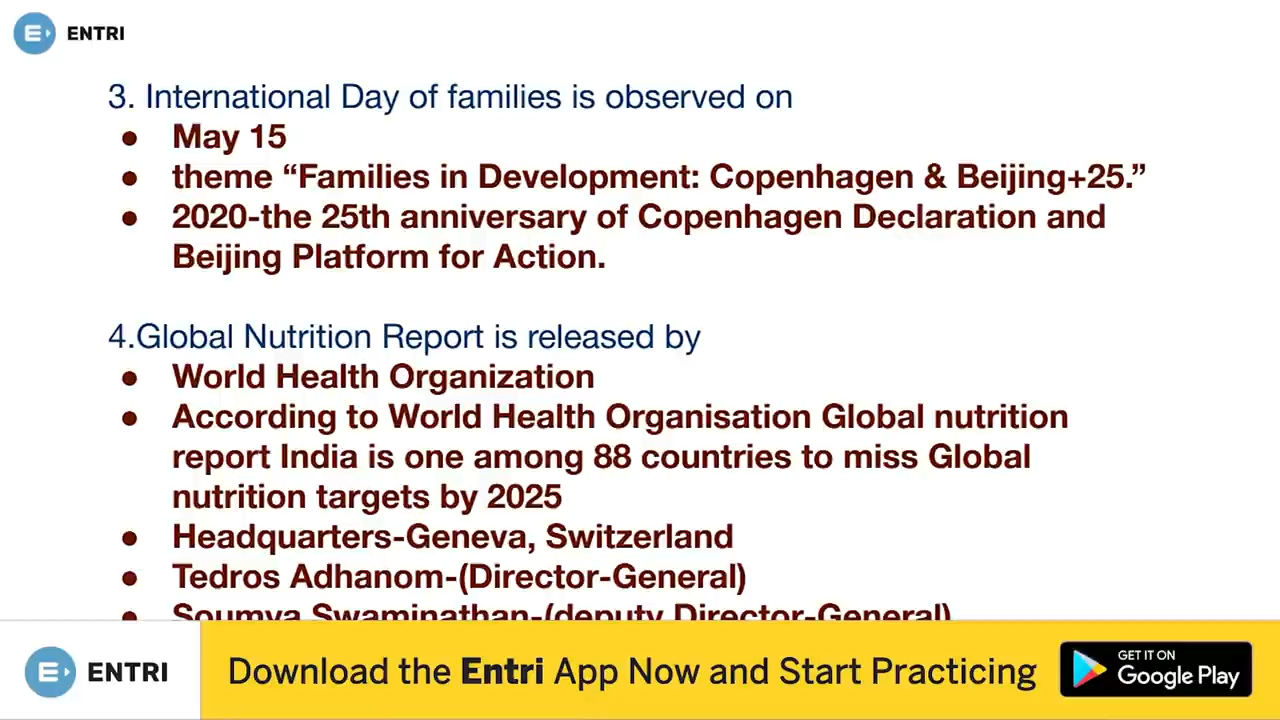 ENTRI
3. International Day of families is observed on
● May 15
● theme “Families in Development: Copenhagen & Beijing+25.”
● 2020-the 25th anniversary of Copenhagen Declaration and
Beijing Platform for Action.
4.Global Nutrition Report is released by
● World Health Organization
● According to World Health Organisation Global nutrition
report India is one among 88 countries to miss Global
nutrition targets by 2025
● Headquarters-Geneva, Switzerland
● Tedros Adhanom-(Director-General)
● Soumya Swaminathan-(deputy Director-General)
ENTRI Download the Entri App Now and Start Practicing
GET IT ON
Google Play